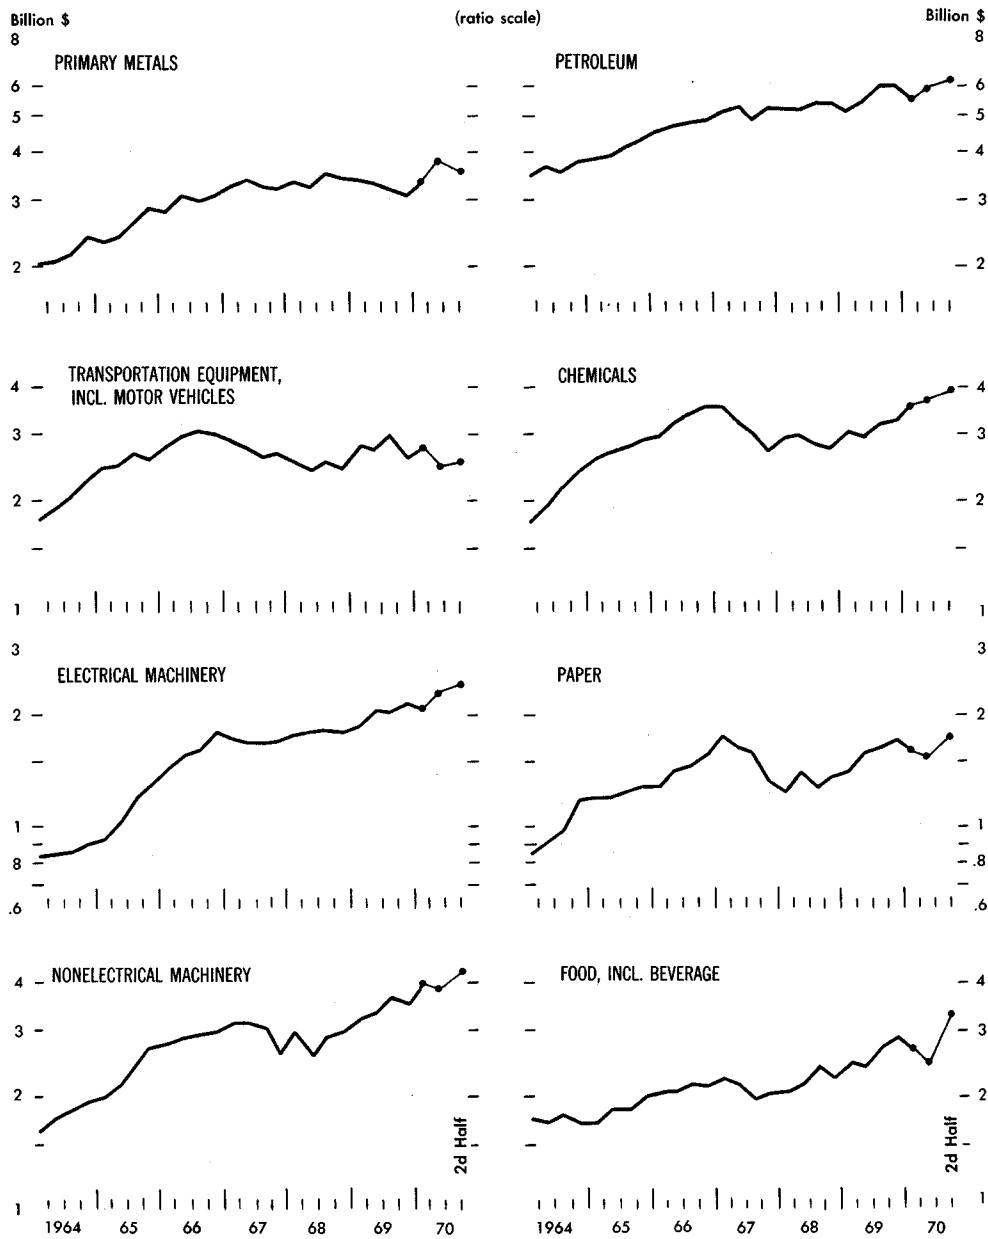 Billion $ (ratio scale) Billion $
8 8
PRIMARY METALS PETROLEUM
6 6
5 5
4 4
3 3
2 2
TRANSPORTATION EQUIPMENT,
INCL. MOTOR VEHICLES
CHEMICALS
4 4
3 3
2 2
1 1
3 3
ELECTRICAL MACHINERY PAPER
2 2
1 1
8 .8
.6 .6
NONELECTRICAL MACHINERY FOOD, INCL. BEVERAGE
4 4
3 3
2 2
2d Half 2d Half
1 1
1964 65 66 67 68 69 70 1964 65 66 67 68 69 70